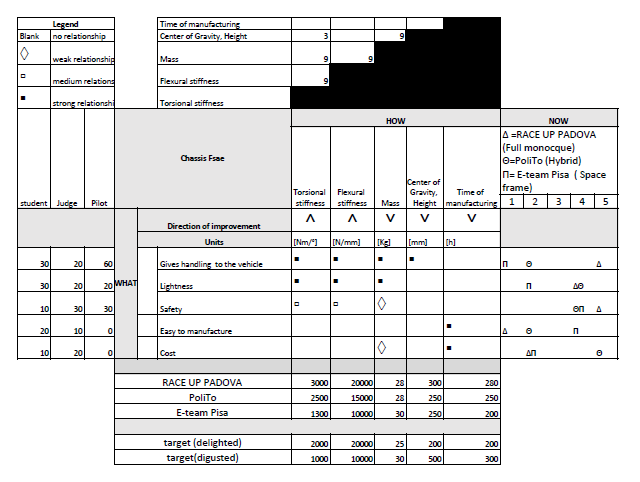 Legend
Time of manufacturing
Blank no relationship
Center of Gravity, Height 3 9
◊ weak relationship
Mass 9 9
▫ medium relations
Flexural stiffness 9
▪ strong relationshi
Torsional stiffness
HOW NOW
Δ =RACE UP PADOVA
(Full monocque)
Θ=PoliTo (Hybrid)
Π= E-team Pisa ( Space
frame)
Chassis Fsae
student Judge Pilot
Torsional stiffness
Flexural stiffness
Mass
Center of Gravity, Height
Time of manufacturing
1 2 3 4 5
Direction of improvement Λ Λ V V V
Units [Nm/°] [N/mm] [Kg] [mm] [h]
WHAT
30 20 60 Gives handling to the vehicle ▪ ▪ ▪ ▪ Π Θ Δ
30 20 20 Lightness ▪ ▪ ▪ Π ΔΘ
10 30 30 Safety ▫ ▫ ◊ ΘΠ Δ
20 10 0 Easy to manufacture ▪ Δ Θ Π
10 20 0 Cost ◊ ▪ ΔΠ Θ
RACE UP PADOVA 3000 20000 28 300 280
PoliTo 2500 15000 28 250 250
E-team Pisa 1300 10000 30 250 200
target (delighted) 2000 20000 25 200 200
target(digusted) 1000 10000 30 500 300